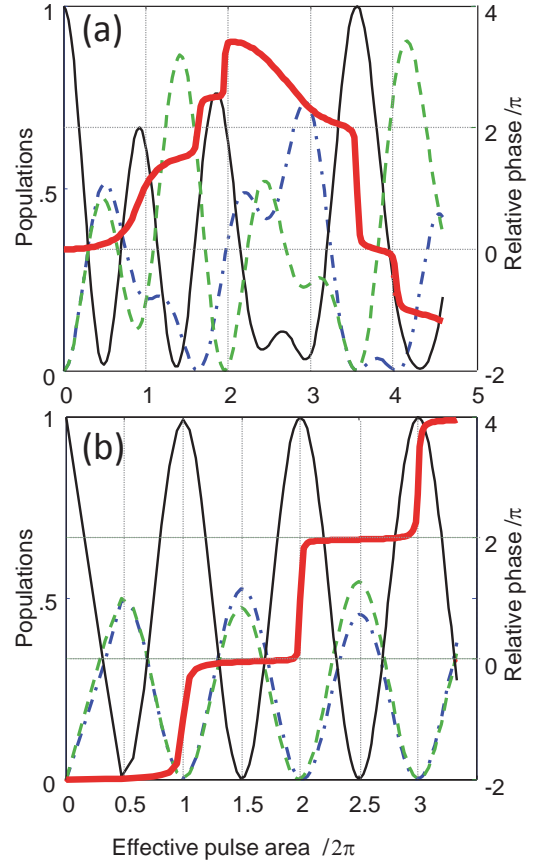 (a)
1
.5
0
Populations
4
2
0
-2
Relative phase /π
0 1 2 3 4 5
(b)
1
.5
0
Populations
4
2
0
-2
Relative phase /π
0 0.5 1 1.5 2 2.5 3
Effective pulse area /2π